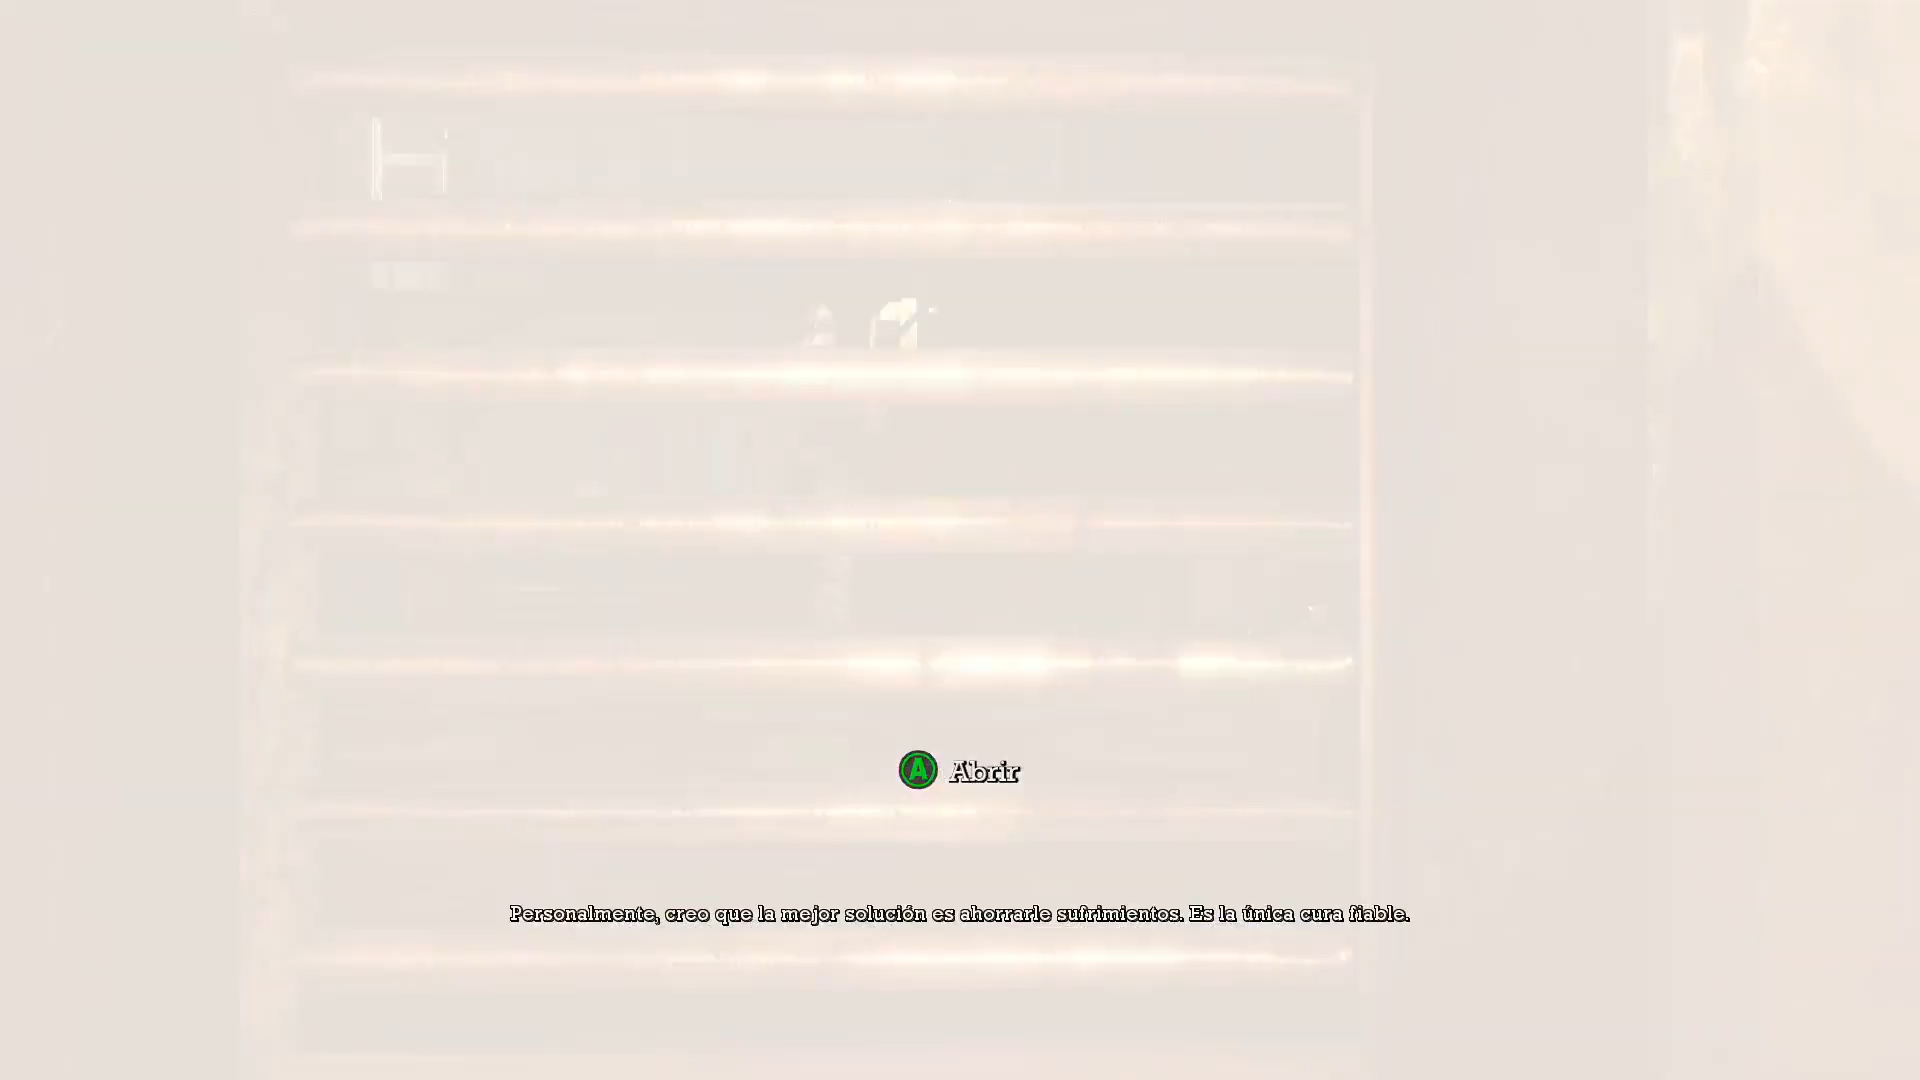 A Abrir
Personalmente, creo que la mejor solución es ahorrarle sufrimientos. Es la única cura fiable.